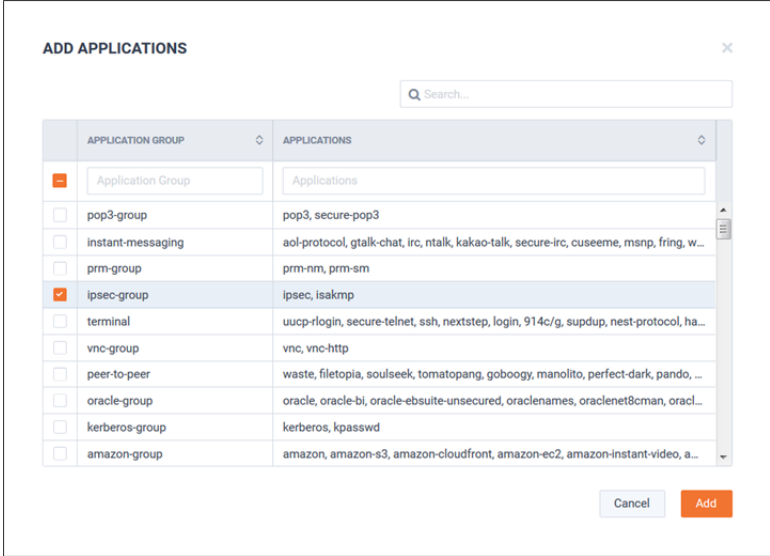 ADD APPLICATIONS
Search...
APPLICATION GROUP APPLICATIONS
Application Group Applications
pop3-group pop3, secure-pop3
instant-messaging aol-protocol, gtalk-chat, irc, ntalk, kakao-talk, secure-irc, cuseeme, msnp, fring, w...
prm-group prm-nm, prm-sm
ipsec-group ipsec, isakmp
terminal uucp-rlogin, secure-telnet, ssh, nextstep, login, 914c/g, supdup, nest-protocol, ha...
vnc-group vnc, vnc-http
peer-to-peer waste, filetopia, soulseek, tomatopang, goboogy, manolito, perfect-dark, pando, ...
oracle-group oracle, oracle-bi, oracle-ebsuite-unsecured, oraclenames, oraclenet8cman, oracl...
kerberos-group kerberos, kpasswd
amazon-group amazon, amazon-s3, amazon-cloudfront, amazon-ec2, amazon-instant-video, a...
Cancel Add